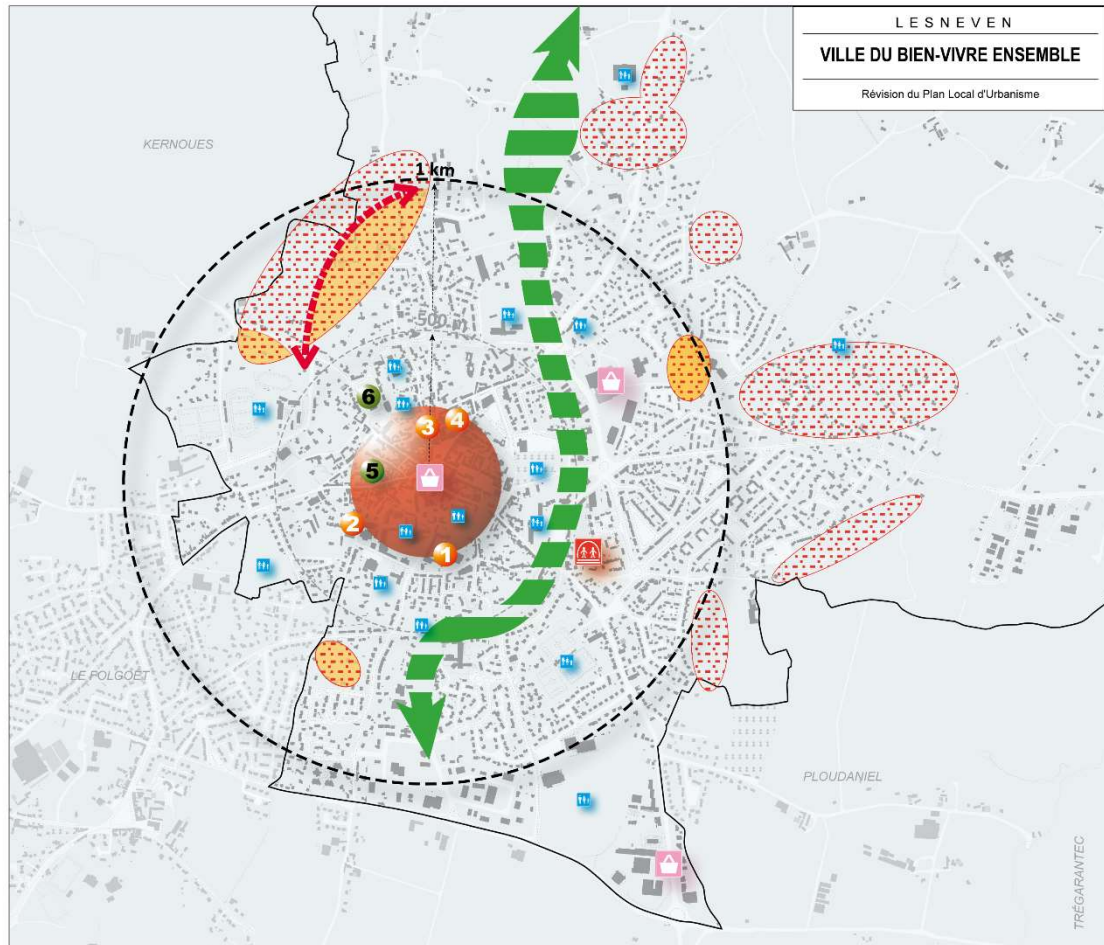 LESNEVEN
VILLE DU BIEN-VIVRE ENSEMBLE
Révision du Plan Local d'Urbanisme
KERNOUES
1 km
500 m
6
3
4
5
2
1
LE FOLGOËT
PLOUDANIEL
TRÉGARANTEC